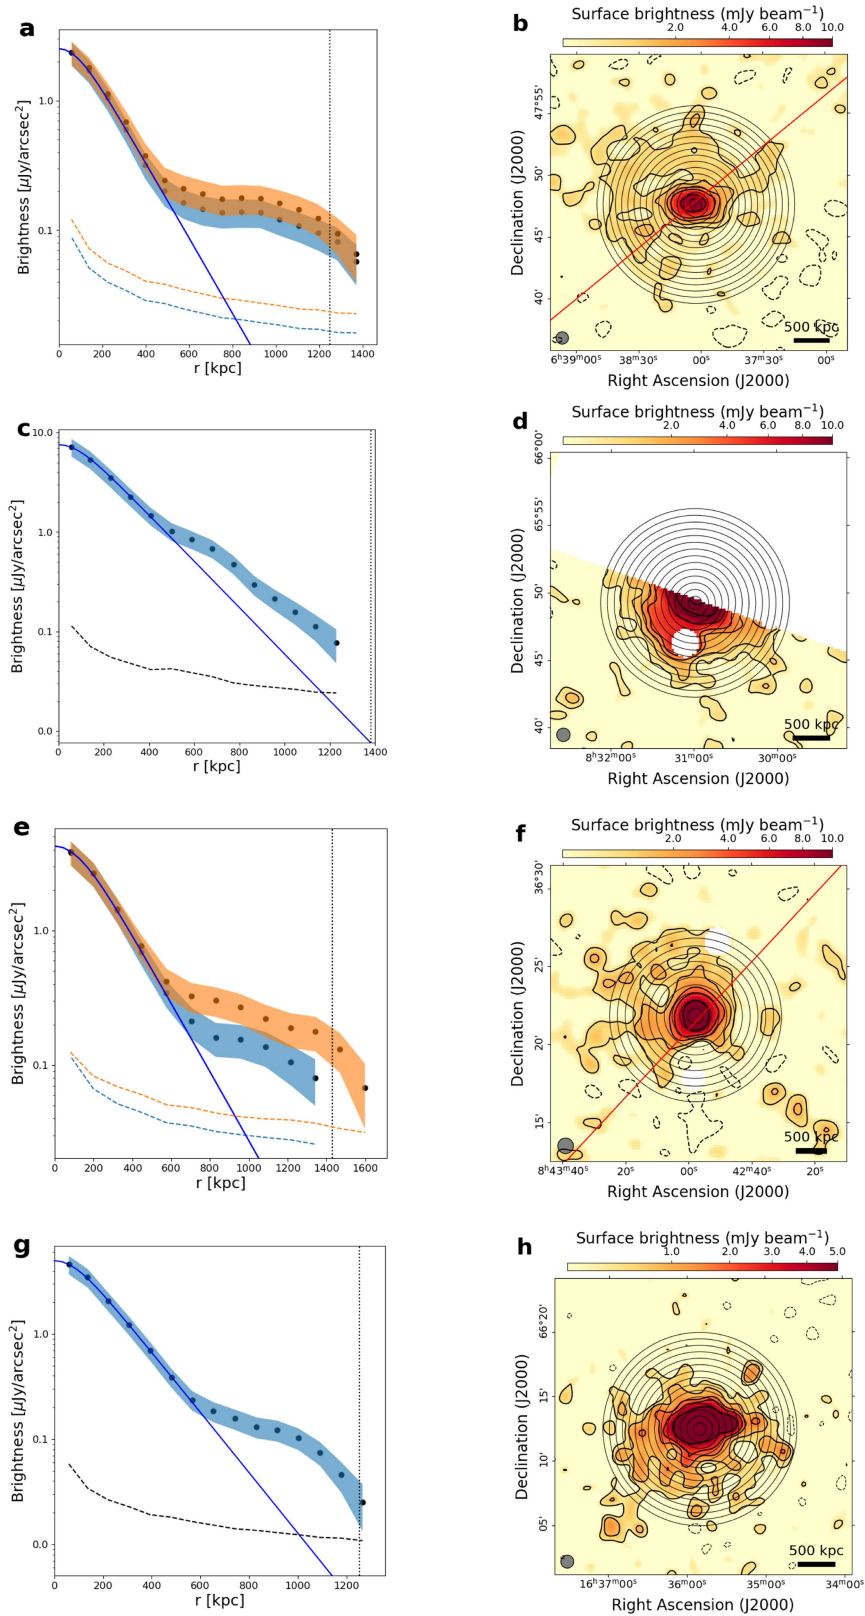 a
Brightness [μJy/arcsec²]
1.0
0.1
0 200 400 600 800 1000 1200 1400
r [kpc]
b
Surface brightness (mJy beam⁻¹)
2.0 4.0 6.0 8.0 10.0
Declination (J2000)
47°55'
50'
45'
40'
500 kpc
6ʰ39ᵐ00ˢ 38ᵐ30ˢ 00ˢ 37ᵐ30ˢ 00ˢ
Right Ascension (J2000)
c
Brightness [μJy/arcsec²]
10.0
1.0
0.1
0.0
0 200 400 600 800 1000 1200 1400
r [kpc]
d
Surface brightness (mJy beam⁻¹)
2.0 4.0 6.0 8.0 10.0
Declination (J2000)
66°00'
65°55'
50'
45'
40'
500 kpc
8ʰ32ᵐ00ˢ 31ᵐ00ˢ 30ᵐ00ˢ
Right Ascension (J2000)
e
Brightness [μJy/arcsec²]
1.0
0.1
0 200 400 600 800 1000 1200 1400 1600
r [kpc]
f
Surface brightness (mJy beam⁻¹)
2.0 4.0 6.0 8.0 10.0
Declination (J2000)
36°30'
25'
20'
15'
500 kpc
8ʰ43ᵐ40ˢ 20ˢ 00ˢ 42ᵐ40ˢ 20ˢ
Right Ascension (J2000)
g
Brightness [μJy/arcsec²]
1.0
0.1
0.0
0 200 400 600 800 1000 1200
r [kpc]
h
Surface brightness (mJy beam⁻¹)
1.0 2.0 3.0 4.0 5.0
Declination (J2000)
66°20'
15'
10'
05'
500 kpc
16ʰ37ᵐ00ˢ 36ᵐ00ˢ 35ᵐ00ˢ 34ᵐ00ˢ
Right Ascension (J2000)